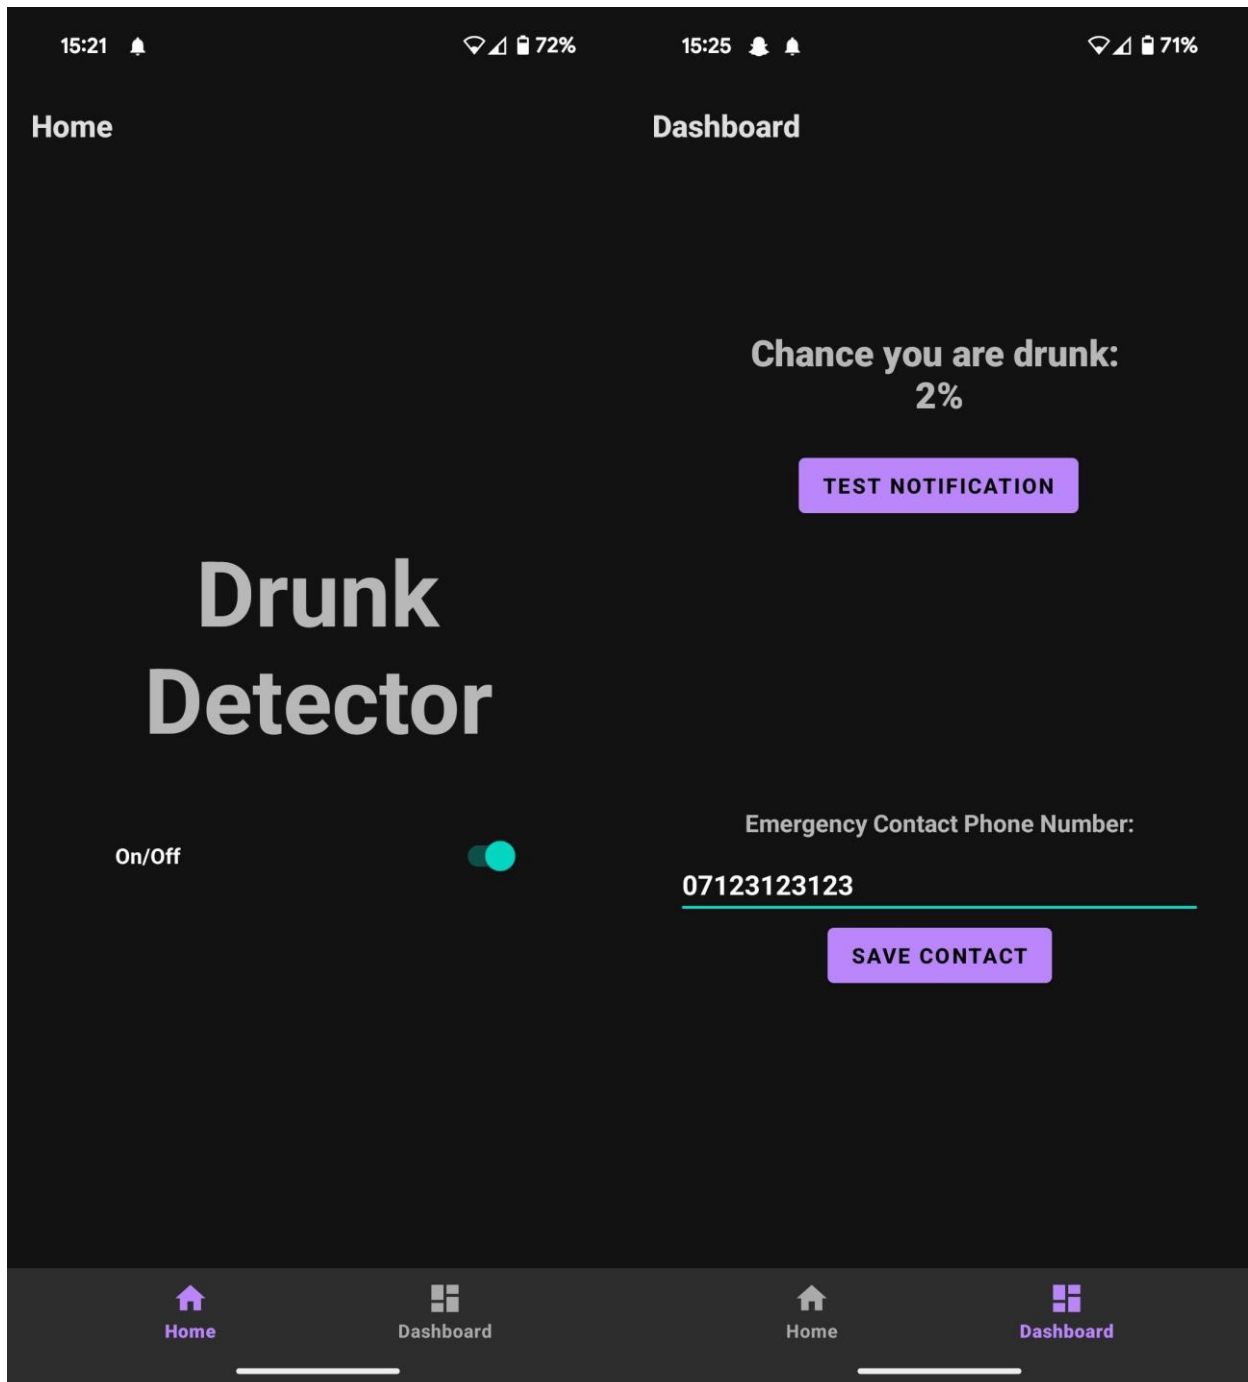 15:21
72%
Home
Drunk
Detector
On/Off
Home
Dashboard
15:25
71%
Dashboard
Chance you are drunk:
2%
TEST NOTIFICATION
Emergency Contact Phone Number:
07123123123
SAVE CONTACT
Home
Dashboard